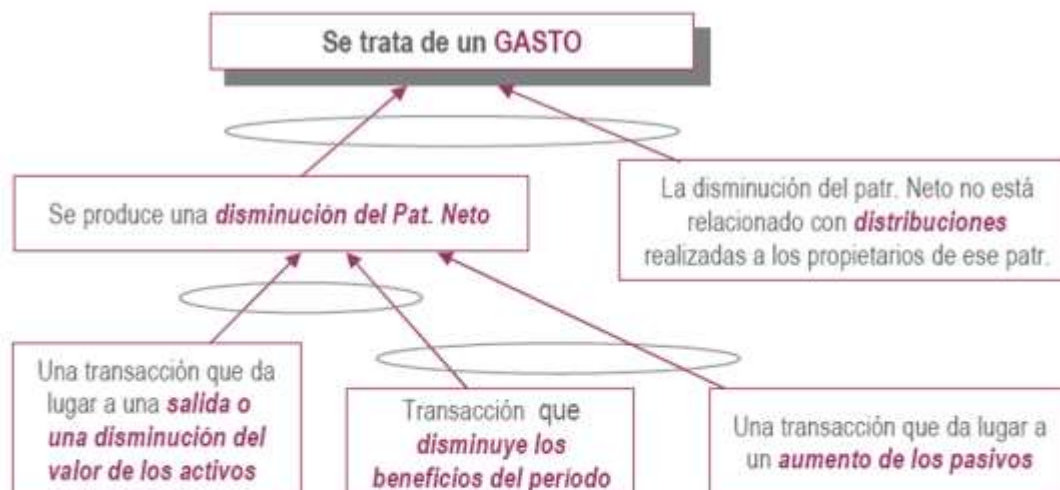 Se trata de un GASTO
Se produce una disminución del Pat. Neto
La disminución del patr. Neto no está
relacionado con distribuciones
realizadas a los propietarios de ese patr.
Una transacción que da
lugar a una salida o
una disminución del
valor de los activos
Transacción que
disminuye los
beneficios del período
Una transacción que da lugar a
un aumento de los pasivos